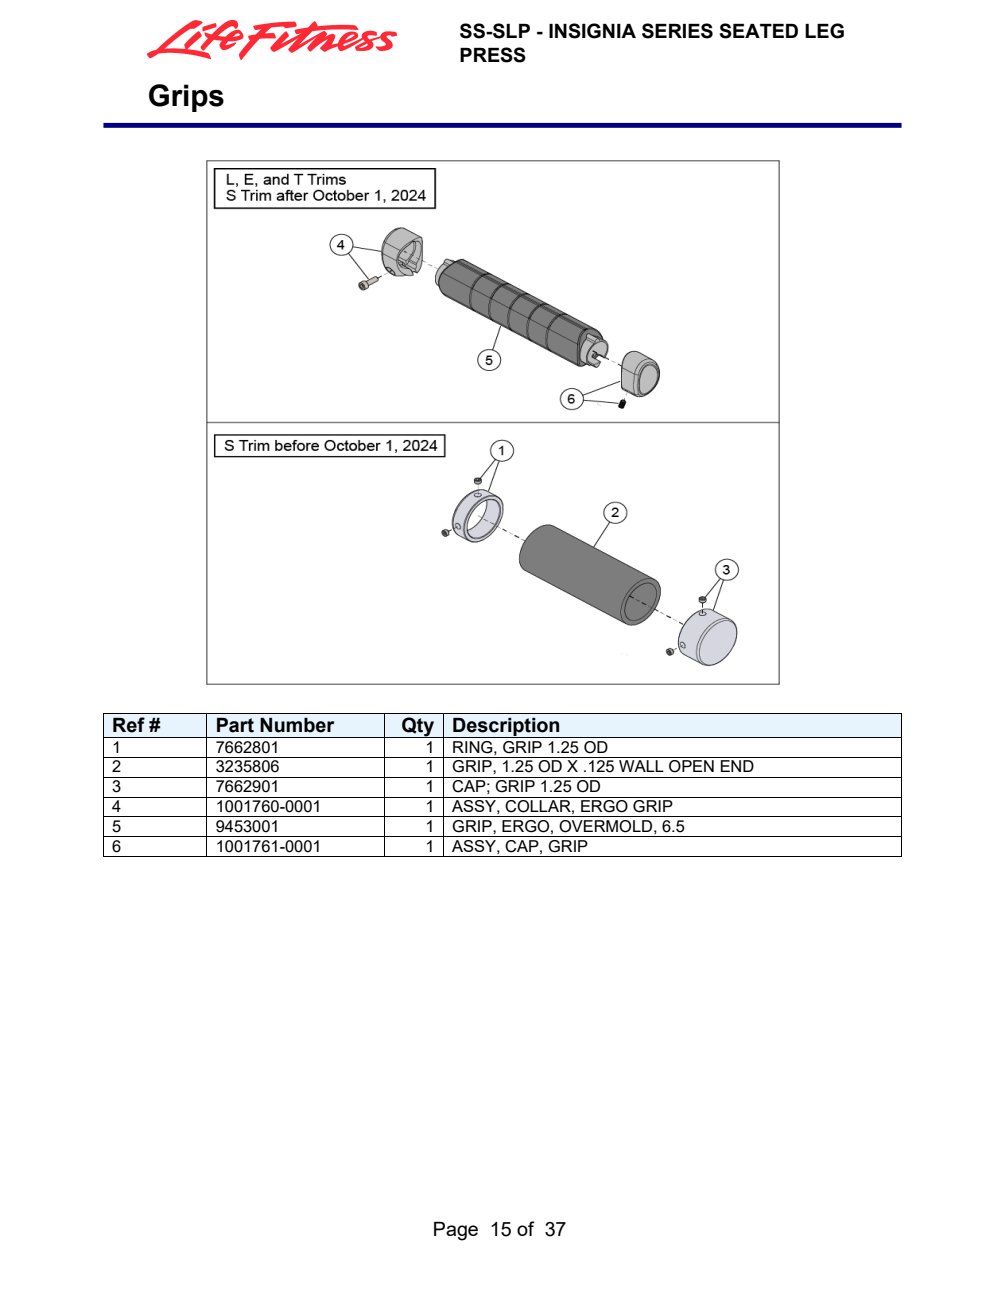 Life Fitness
SS-SLP - INSIGNIA SERIES SEATED LEG
PRESS
Grips
L, E, and T Trims
S Trim after October 1, 2024
4
5
6
S Trim before October 1, 2024
1
2
3
Ref # Part Number Qty Description
1 7662801 1 RING, GRIP 1.25 OD
2 3235806 1 GRIP, 1.25 OD X .125 WALL OPEN END
3 7662901 1 CAP; GRIP 1.25 OD
4 1001760-0001 1 ASSY, COLLAR, ERGO GRIP
5 9453001 1 GRIP, ERGO, OVERMOLD, 6.5
6 1001761-0001 1 ASSY, CAP, GRIP
Page 15 of 37